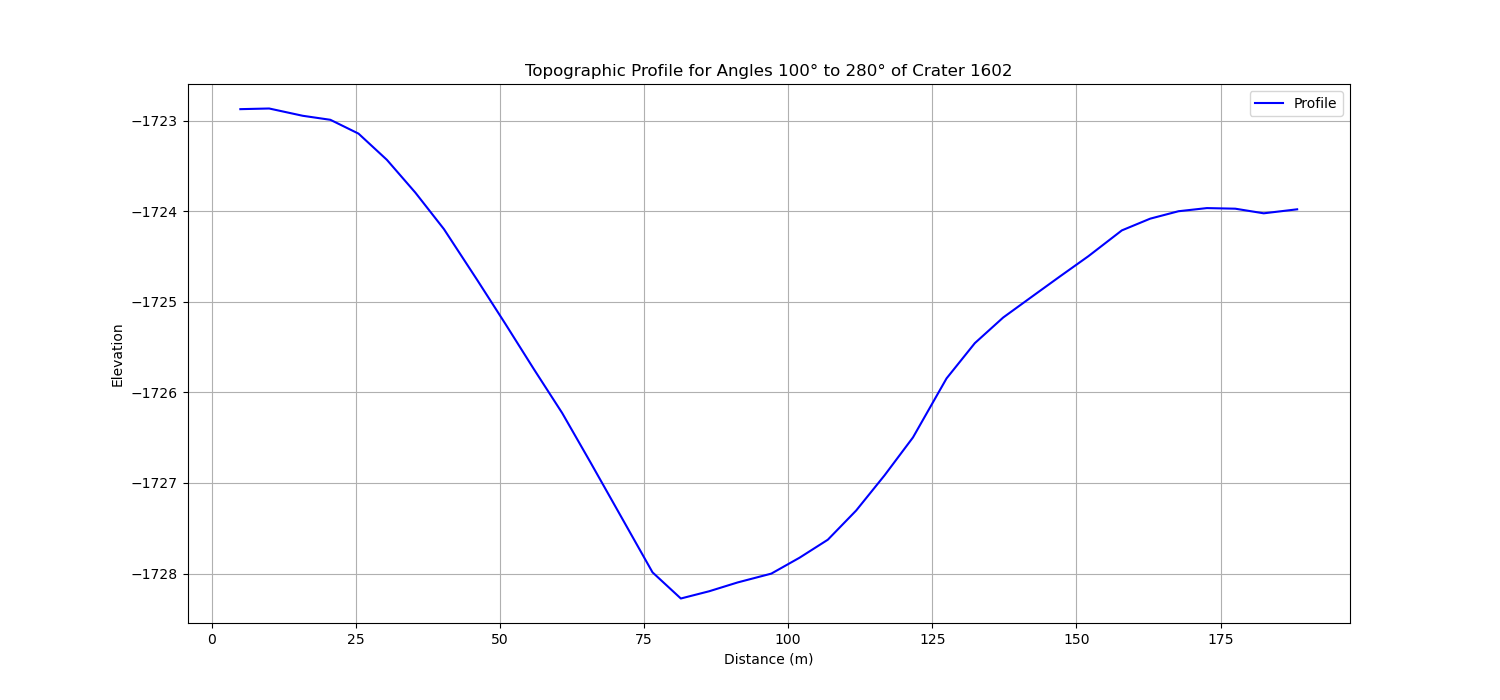 Topographic Profile for Angles 100° to 280° of Crater 1602
Profile
−1723
−1724
−1725
−1726
−1727
−1728
Elevation
0 25 50 75 100 125 150 175
Distance (m)